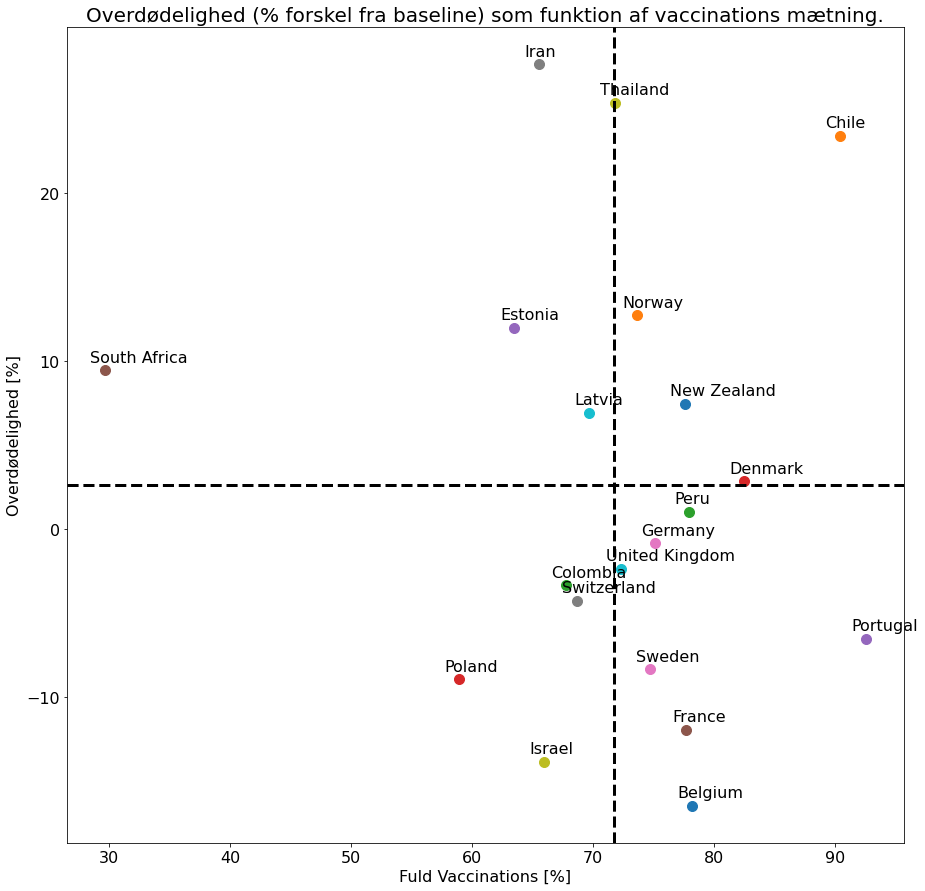 Overdødelighed (% forskel fra baseline) som funktion af vaccinations mætning.
Iran
Thailand
Chile
20
Norway
Estonia
South Africa
10
New Zealand
Latvia
Overdødelighed [%]
Denmark
Peru
0
Germany
United Kingdom
Colombia
Switzerland
Portugal
Sweden
Poland
−10
France
Israel
Belgium
30 40 50 60 70 80 90
Fuld Vaccinations [%]